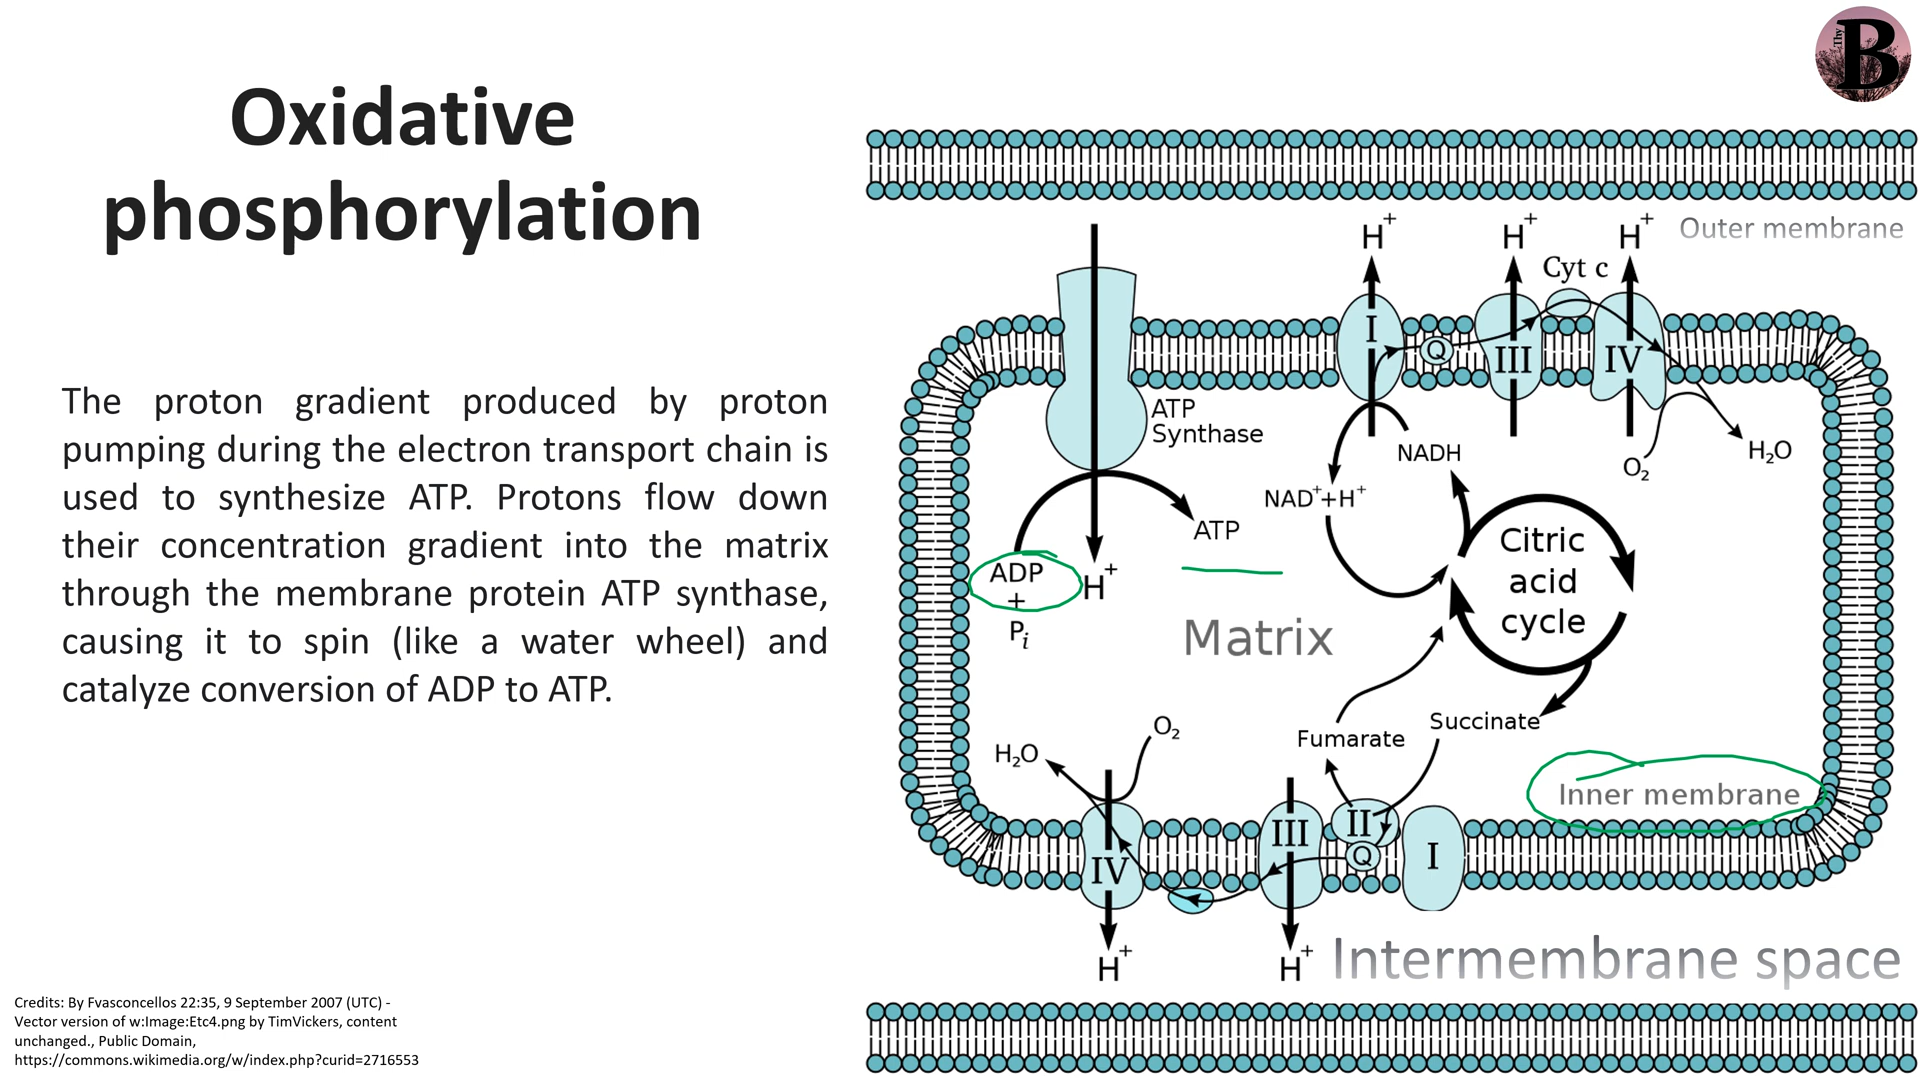 Thy B
Oxidative
phosphorylation
The proton gradient produced by proton
pumping during the electron transport chain is
used to synthesize ATP. Protons flow down
their concentration gradient into the matrix
through the membrane protein ATP synthase,
causing it to spin (like a water wheel) and
catalyze conversion of ADP to ATP.
Credits: By Fvasconcellos 22:35, 9 September 2007 (UTC) -
Vector version of w:Image:Etc4.png by TimVickers, content
unchanged., Public Domain,
https://commons.wikimedia.org/w/index.php?curid=2716553
Outer membrane
H⁺
H⁺
H⁺
Cyt c
I
Q
III
IV
ATP
Synthase
NADH
O₂
H₂O
NAD⁺+H⁺
ATP
ADP
+
Pᵢ
H⁺
Citric
acid
cycle
Matrix
Fumarate
Succinate
H₂O
O₂
Inner membrane
IV
III
II
Q
I
H⁺
H⁺
Intermembrane space